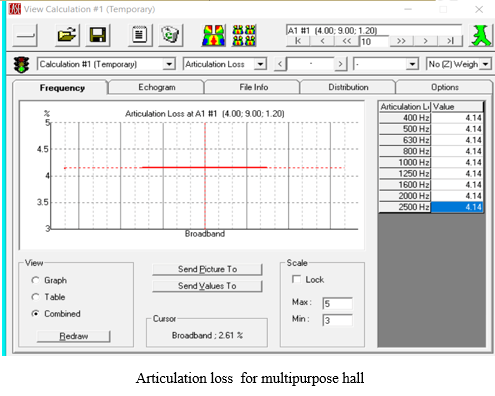 View Calculation #1 (Temporary)
A1 #1 (4.00; 9.00; 1.20)
|< < << 10 >> > >|
Calculation #1 (Temporary) Articulation Loss < - > - No (Z) Weigh
Frequency Echogram File Info Distribution Options
% Articulation Loss at A1 #1 (4.00; 9.00; 1.20)
5
4.5
4
3.5
3
Broadband
Articulation L Value
400 Hz 4.14
500 Hz 4.14
630 Hz 4.14
800 Hz 4.14
1000 Hz 4.14
1250 Hz 4.14
1600 Hz 4.14
2000 Hz 4.14
2500 Hz 4.14
View
Graph
Table
Combined
Redraw
Send Picture To
Send Values To
Cursor
Broadband ; 2.61 %
Scale
Lock
Max : 5
Min : 3
Articulation loss for multipurpose hall